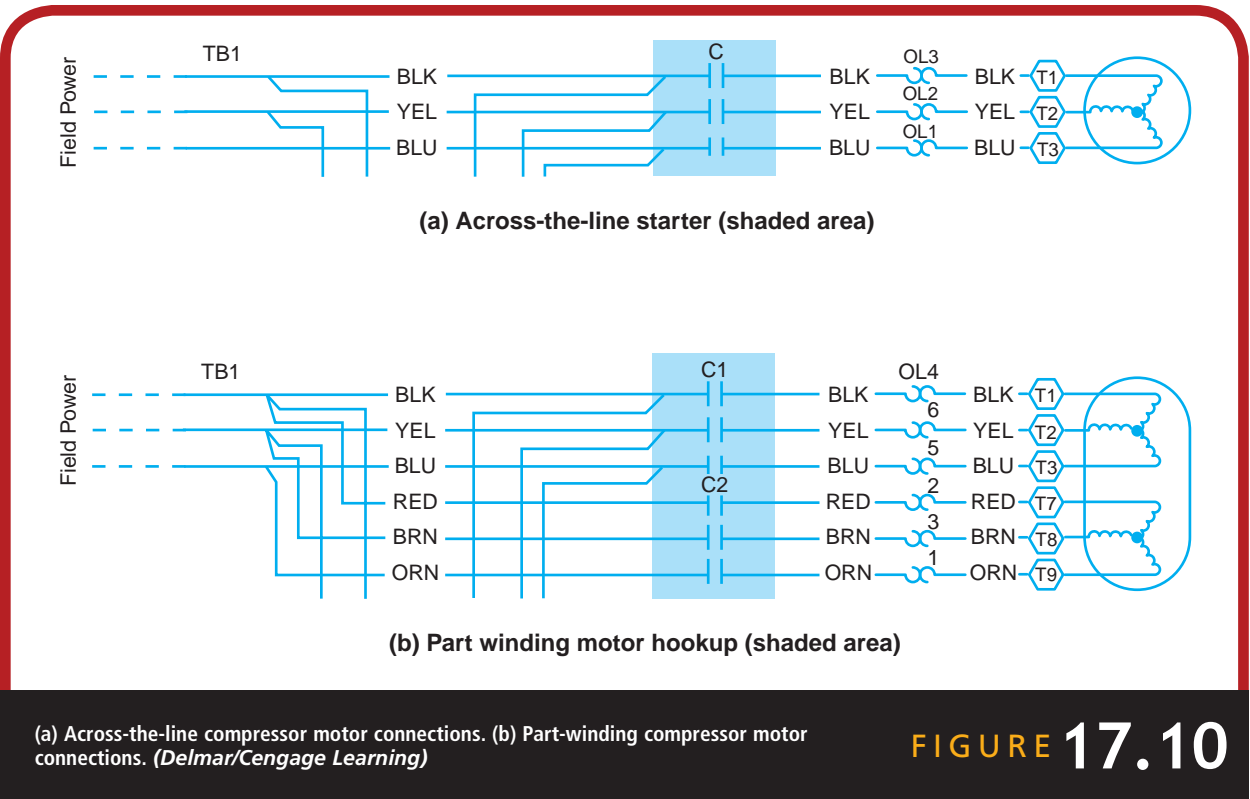 TB1
C
Field Power
BLK BLK OL3 BLK T1
YEL YEL OL2 YEL T2
BLU BLU OL1 BLU T3
(a) Across-the-line starter (shaded area)
TB1
C1
Field Power
BLK BLK OL4 BLK T1
YEL YEL 6 YEL T2
BLU BLU 5 BLU T3
C2
RED RED 2 RED T7
BRN BRN 3 BRN T8
ORN ORN 1 ORN T9
(b) Part winding motor hookup (shaded area)
(a) Across-the-line compressor motor connections. (b) Part-winding compressor motor
connections. (Delmar/Cengage Learning)
FIGURE 17.10